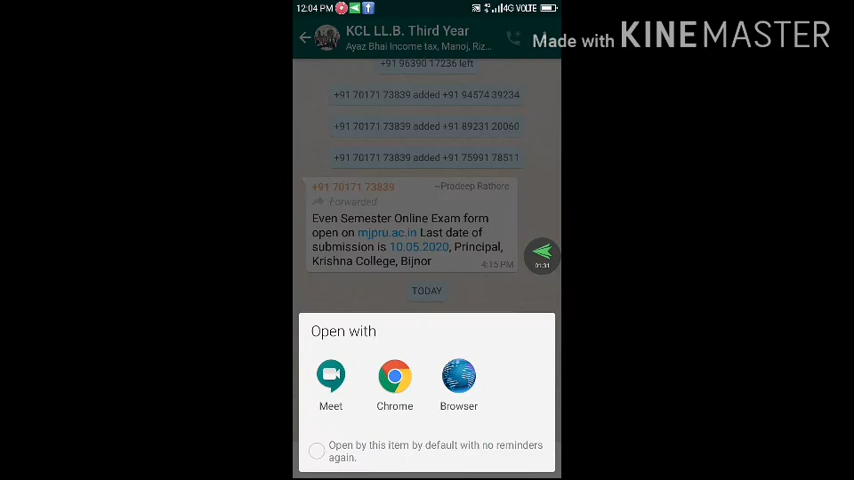 12:04 PM
4G VOLTE
KCL LL.B. Third Year
Ayaz Bhai Income tax, Manoj, Riz...
Made with KINEMASTER
+91 96390 17236 left
+91 70171 73839 added +91 94574 39234
+91 70171 73839 added +91 89231 20060
+91 70171 73839 added +91 75991 78511
+91 70171 73839 ~Pradeep Rathore
Forwarded
Even Semester Online Exam form
open on mjpru.ac.in Last date of
submission is 10.05.2020, Principal,
Krishna College, Bijnor
4:15 PM
01:31
TODAY
Open with
Meet Chrome Browser
Open by this item by default with no reminders
again.